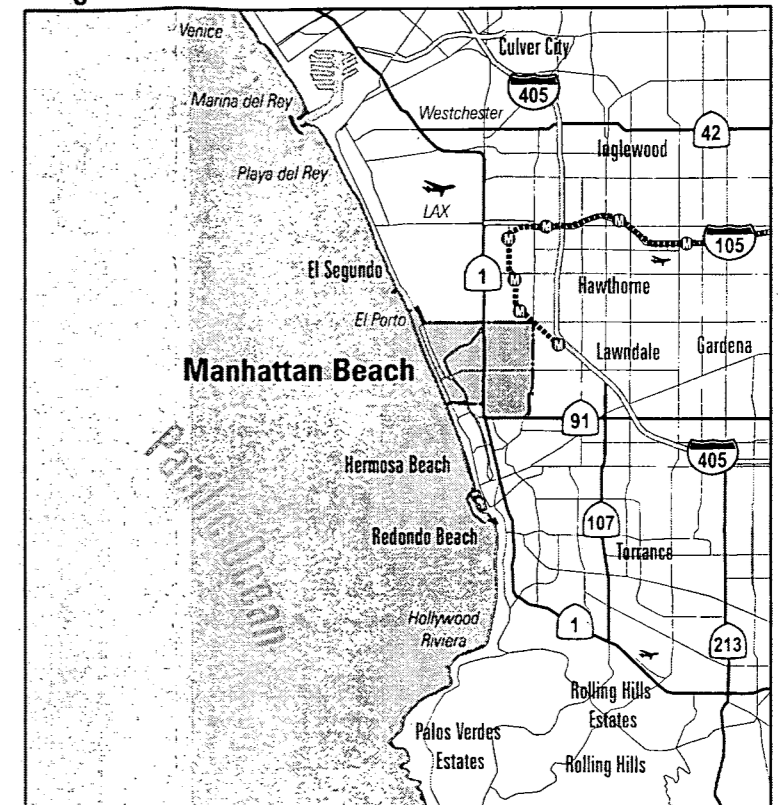 Venice
Culver City
405
Marina del Rey
Westchester
42
Inglewood
Playa del Rey
LAX
M
M
M
M
105
El Segundo
1
M
Hawthorne
El Porto
M
M
Lawndale
Gardena
Manhattan Beach
91
Pacific Ocean
405
Hermosa Beach
107
Redondo Beach
Torrance
Hollywood
Riviera
1
213
Rolling Hills
Estates
Palos Verdes
Estates
Rolling Hills